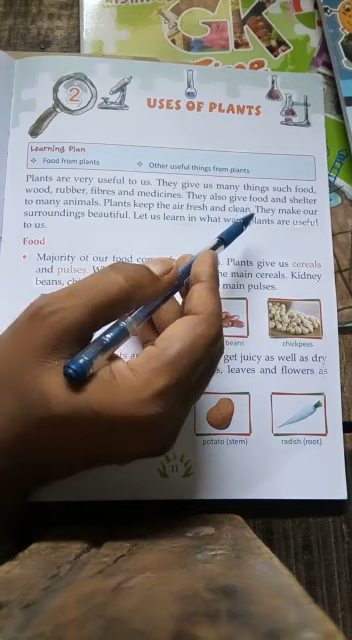 GK
2
USES OF PLANTS
Learning Plan
❖ Food from plants ❖ Other useful things from plants
Plants are very useful to us. They give us many things such food,
wood, rubber, fibres and medicines. They also give food and shelter
to many animals. Plants keep the air fresh and clean. They make our
surroundings beautiful. Let us learn in what plants are useful
to us.
Food
• Majority of our food Plants give us cereals
and pulses. main cereals. Kidney
beans, main pulses.
beans chickpeas
get juicy as well as dry
leaves and flowers as
potato (stem) radish (root)
11